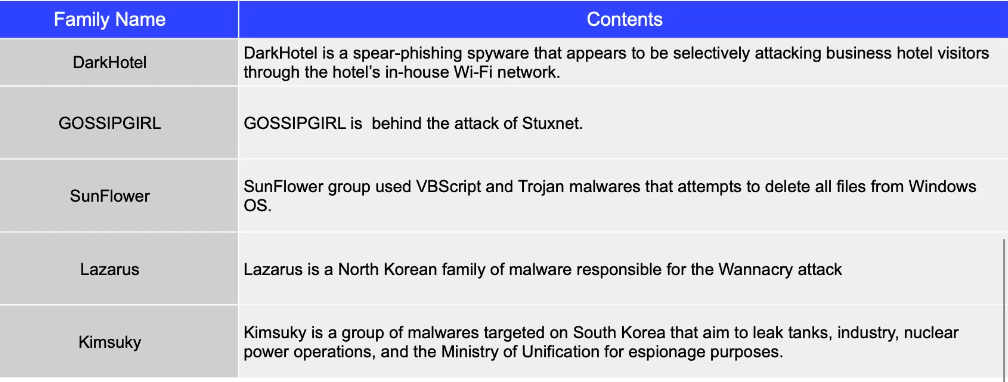 Family Name
Contents
DarkHotel
DarkHotel is a spear-phishing spyware that appears to be selectively attacking business hotel visitors
through the hotel's in-house Wi-Fi network.
GOSSIPGIRL
GOSSIPGIRL is  behind the attack of Stuxnet.
SunFlower
SunFlower group used VBScript and Trojan malwares that attempts to delete all files from Windows
OS.
Lazarus
Lazarus is a North Korean family of malware responsible for the Wannacry attack
Kimsuky
Kimsuky is a group of malwares targeted on South Korea that aim to leak tanks, industry, nuclear
power operations, and the Ministry of Unification for espionage purposes.